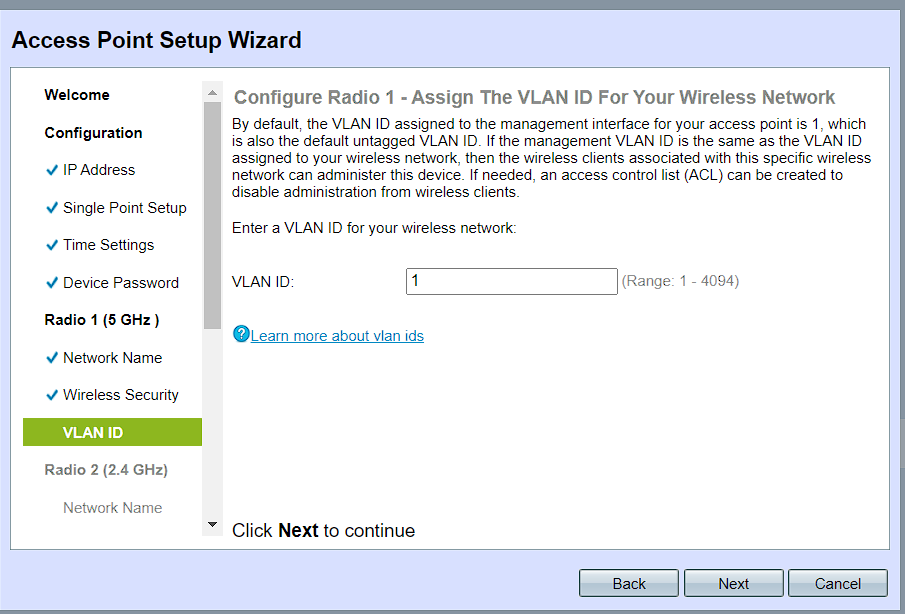 Access Point Setup Wizard
Welcome
Configuration
IP Address
Single Point Setup
Time Settings
Device Password
Radio 1 (5 GHz )
Network Name
Wireless Security
VLAN ID
Radio 2 (2.4 GHz)
Network Name
Configure Radio 1 - Assign The VLAN ID For Your Wireless Network
By default, the VLAN ID assigned to the management interface for your access point is 1, which
is also the default untagged VLAN ID. If the management VLAN ID is the same as the VLAN ID
assigned to your wireless network, then the wireless clients associated with this specific wireless
network can administer this device. If needed, an access control list (ACL) can be created to
disable administration from wireless clients.
Enter a VLAN ID for your wireless network:
VLAN ID: 1 (Range: 1 - 4094)
?Learn more about vlan ids
Click Next to continue
Back Next Cancel